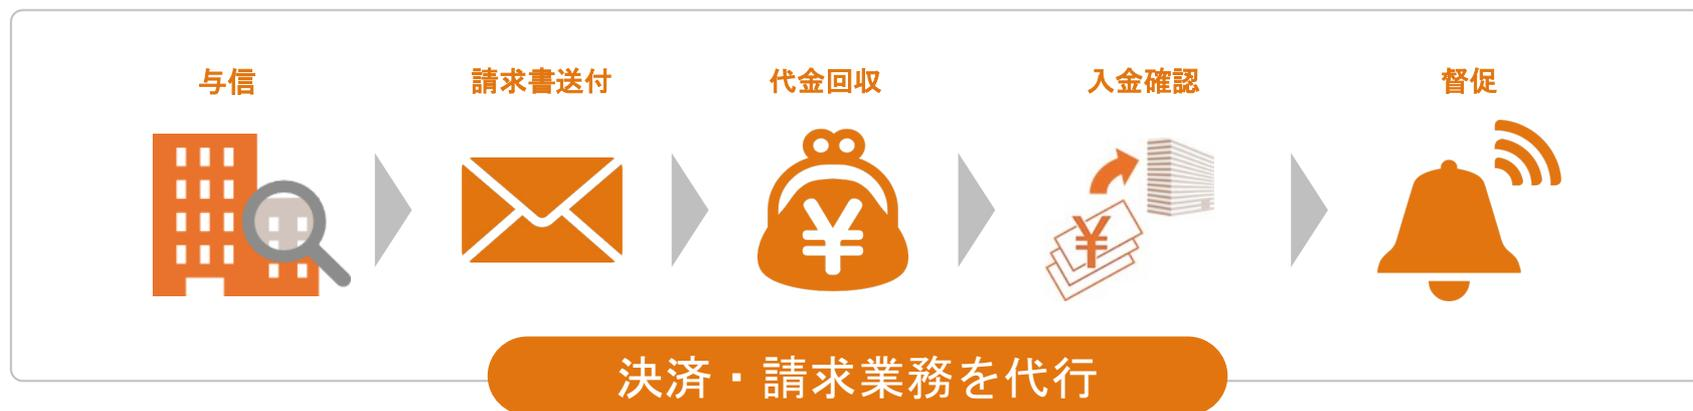 与信
請求書送付
代金回収
入金確認
督促
¥
¥
決済・請求業務を代行